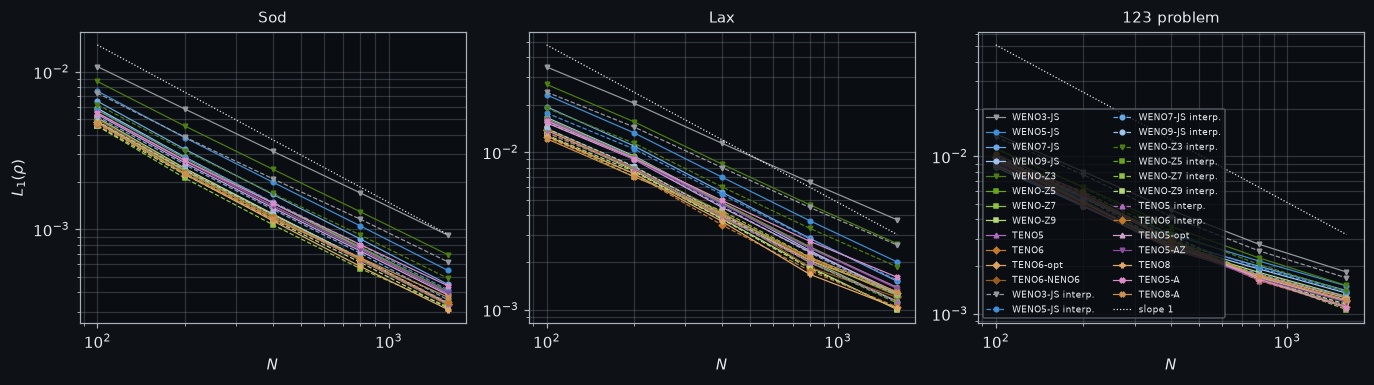 Sod
Lax
123 problem
L₁(ρ)
10⁻²
10⁻³
10²
10³
N
10⁻²
10⁻³
10²
10³
N
10⁻²
10⁻³
10²
10³
N
WENO3-JS
WENO5-JS
WENO7-JS
WENO9-JS
WENO-Z3
WENO-Z5
WENO-Z7
WENO-Z9
TENO5
TENO6
TENO6-opt
TENO6-NENO6
WENO3-JS interp.
WENO5-JS interp.
WENO7-JS interp.
WENO9-JS interp.
WENO-Z3 interp.
WENO-Z5 interp.
WENO-Z7 interp.
WENO-Z9 interp.
TENO5 interp.
TENO6 interp.
TENO5-opt
TENO5-AZ
TENO8
TENO5-A
TENO8-A
slope 1